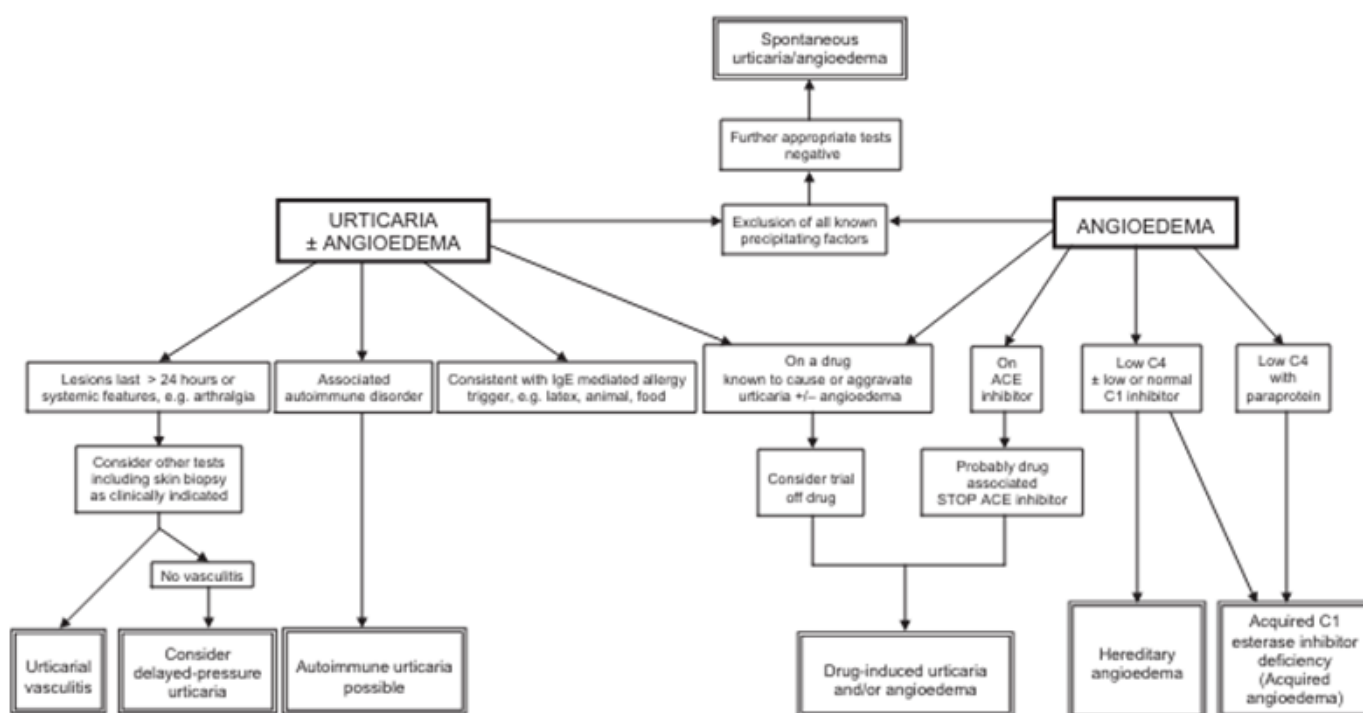 Spontaneous
urticaria/angioedema
Further appropriate tests
negative
URTICARIA
± ANGIOEDEMA
Exclusion of all known
precipitating factors
ANGIOEDEMA
Lesions last > 24 hours or
systemic features, e.g. arthralgia
Associated
autoimmune disorder
Consistent with IgE mediated allergy
trigger, e.g. latex, animal, food
On a drug
known to cause or aggravate
urticaria +/– angioedema
On
ACE
inhibitor
Low C4
± low or normal
C1 inhibitor
Low C4
with
paraprotein
Consider other tests
including skin biopsy
as clinically indicated
Consider trial
off drug
Probably drug
associated
STOP ACE inhibitor
No vasculitis
Urticarial
vasculitis
Consider
delayed-pressure
urticaria
Autoimmune urticaria
possible
Drug-induced urticaria
and/or angioedema
Hereditary
angioedema
Acquired C1
esterase inhibitor
deficiency
(Acquired
angioedema)